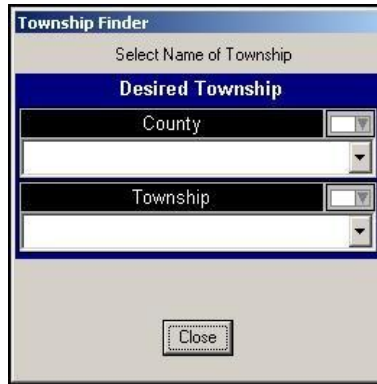 Township Finder
Select Name of Township
Desired Township
County
Township
Close